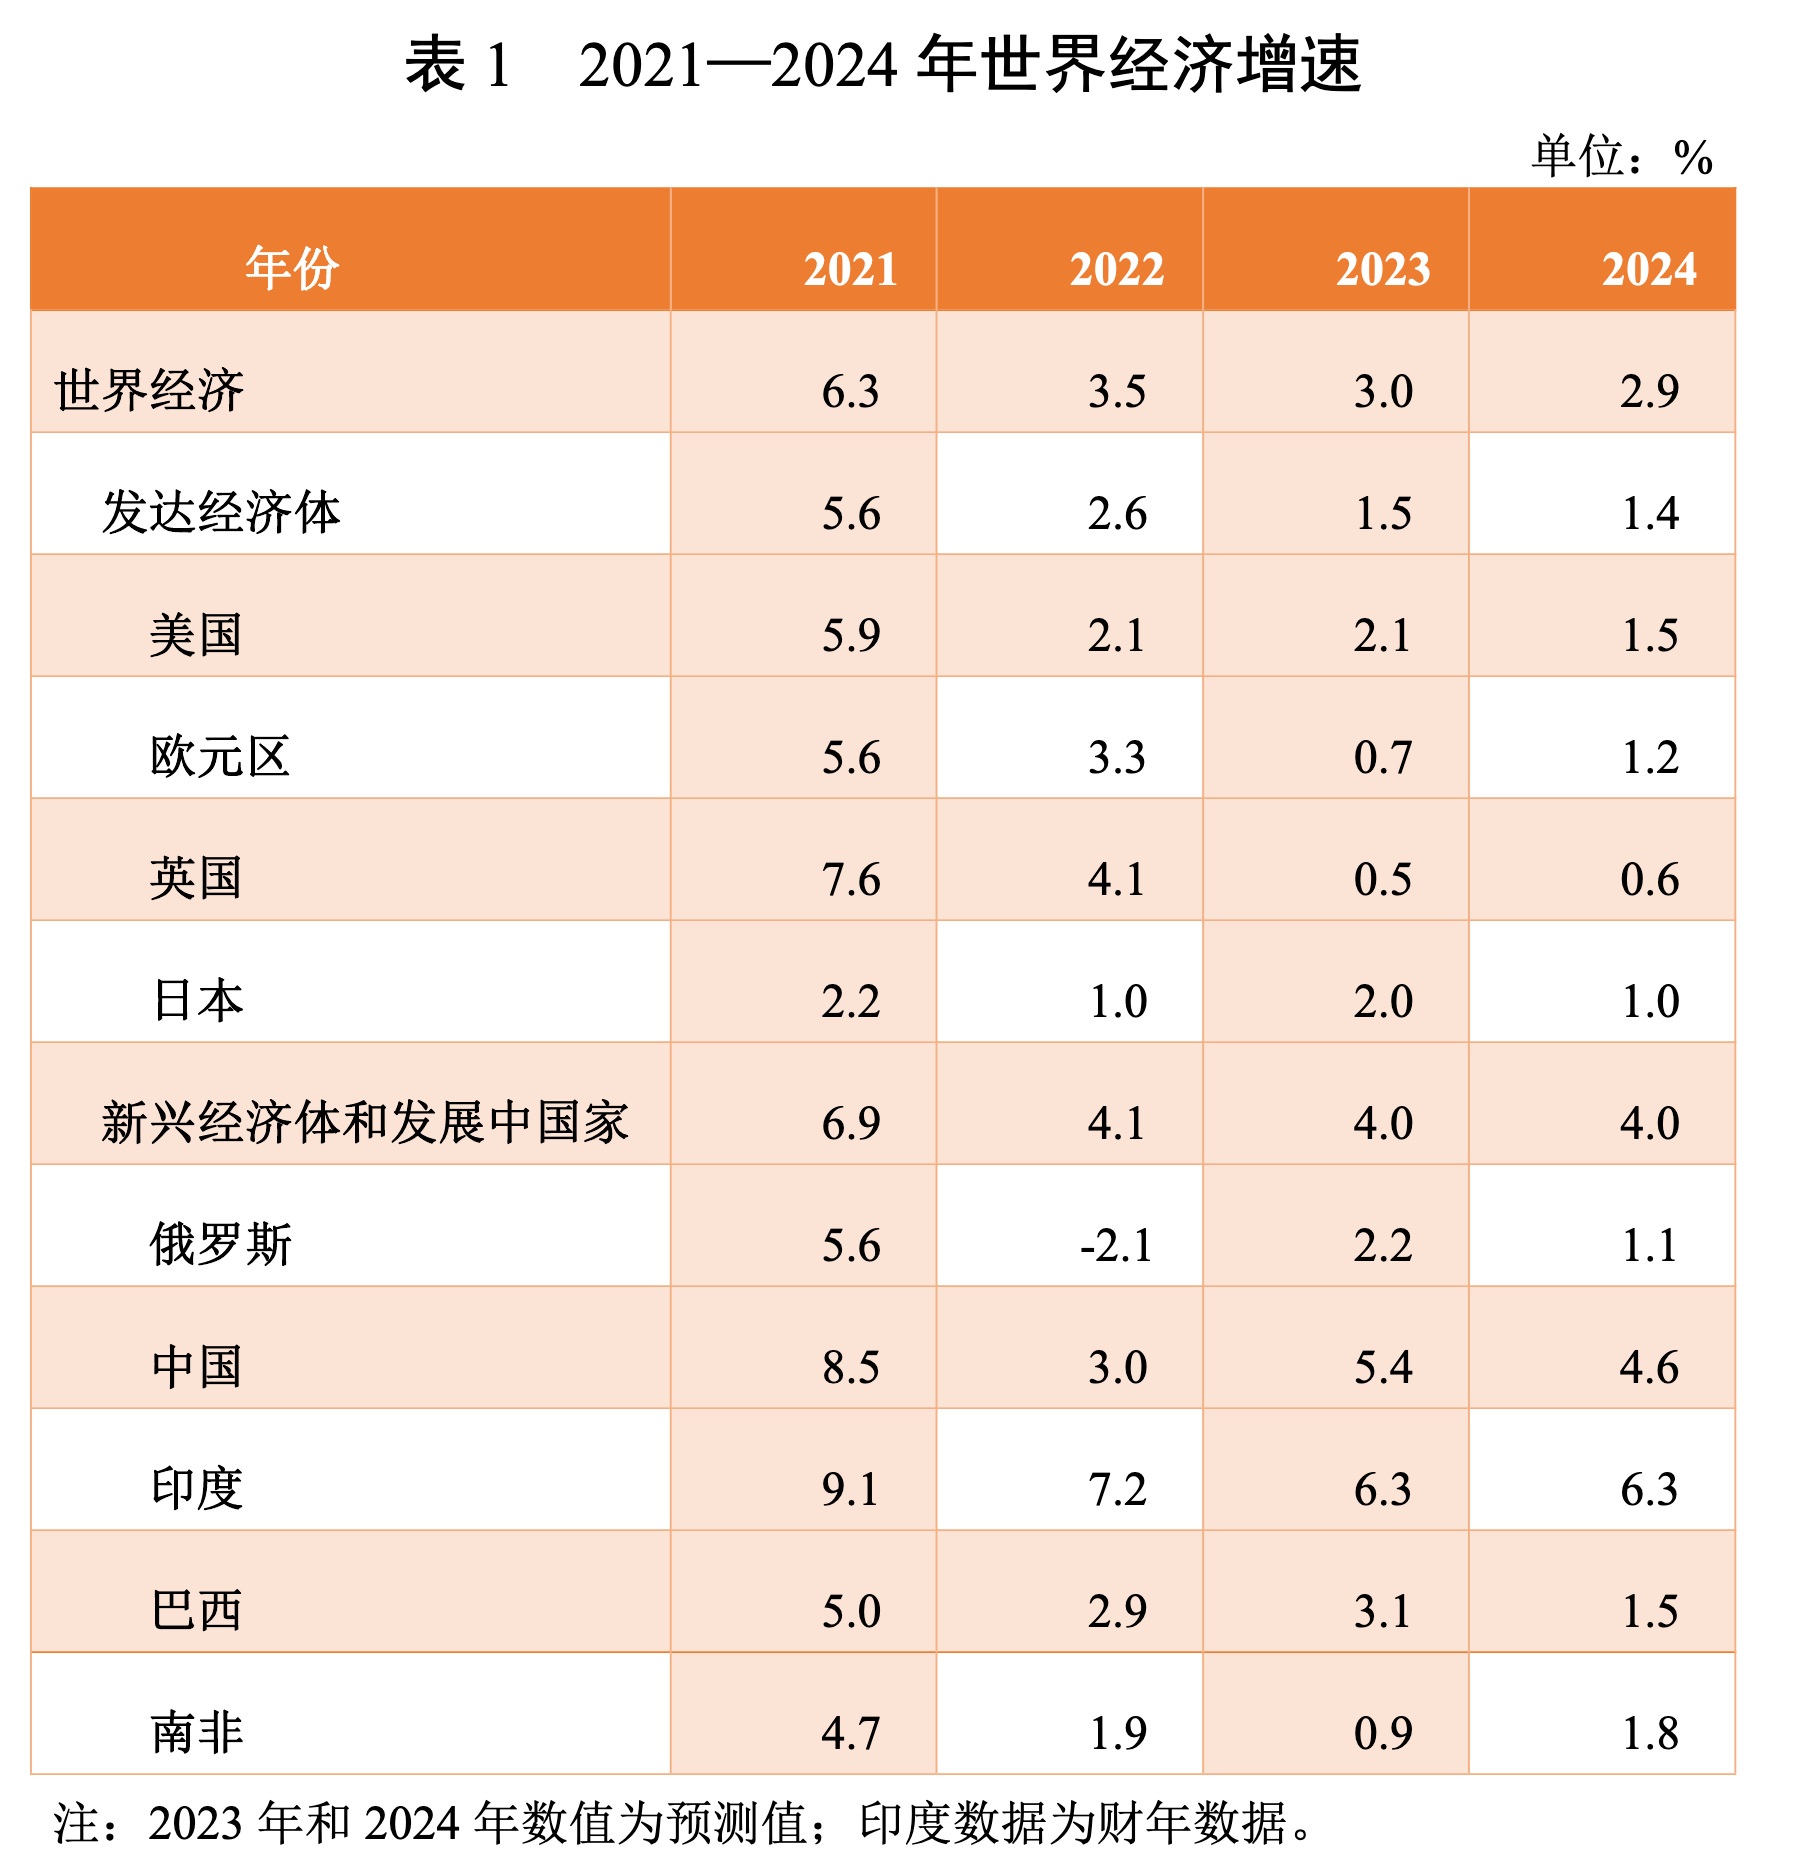 表 1 2021—2024 年世界经济增速
单位：%
年份 2021 2022 2023 2024
世界经济 6.3 3.5 3.0 2.9
发达经济体 5.6 2.6 1.5 1.4
美国 5.9 2.1 2.1 1.5
欧元区 5.6 3.3 0.7 1.2
英国 7.6 4.1 0.5 0.6
日本 2.2 1.0 2.0 1.0
新兴经济体和发展中国家 6.9 4.1 4.0 4.0
俄罗斯 5.6 -2.1 2.2 1.1
中国 8.5 3.0 5.4 4.6
印度 9.1 7.2 6.3 6.3
巴西 5.0 2.9 3.1 1.5
南非 4.7 1.9 0.9 1.8
注：2023 年和 2024 年数值为预测值；印度数据为财年数据。